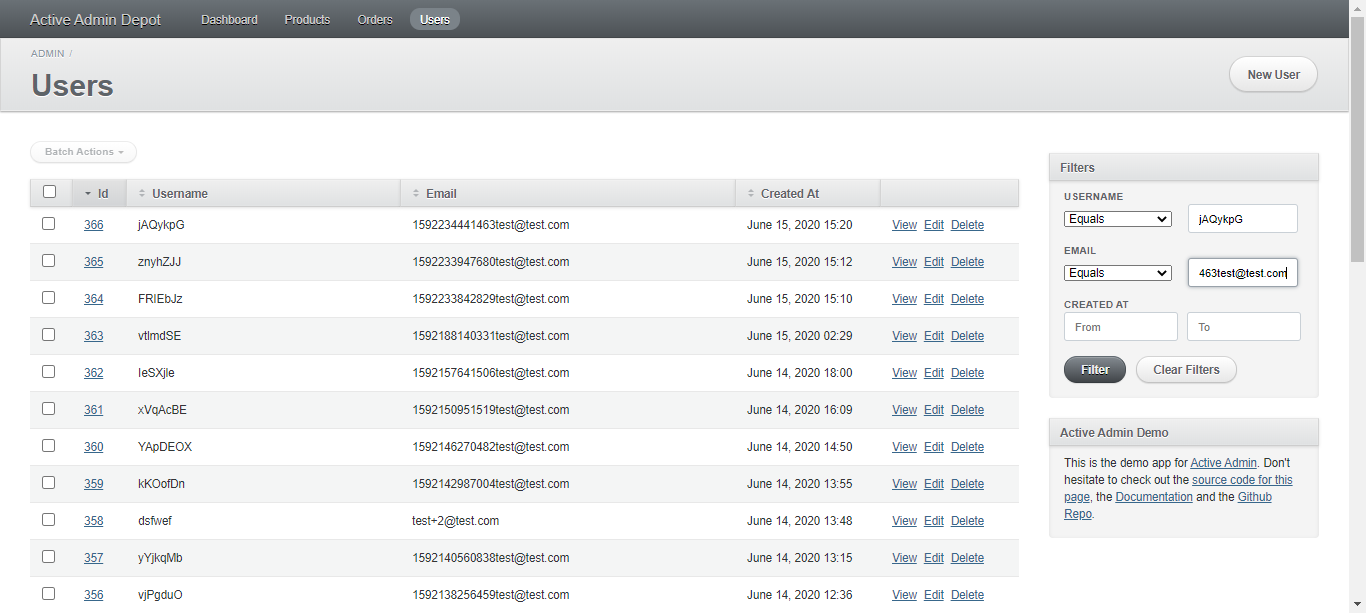 Active Admin Depot Dashboard Products Orders Users
ADMIN /
Users
New User
Batch Actions
Id Username Email Created At
366 jAQykpG 1592234441463test@test.com June 15, 2020 15:20 View Edit Delete
365 znyhZJJ 1592233947680test@test.com June 15, 2020 15:12 View Edit Delete
364 FRIEbJz 1592233842829test@test.com June 15, 2020 15:10 View Edit Delete
363 vtlmdSE 1592188140331test@test.com June 15, 2020 02:29 View Edit Delete
362 IeSXjle 1592157641506test@test.com June 14, 2020 18:00 View Edit Delete
361 xVqAcBE 1592150951519test@test.com June 14, 2020 16:09 View Edit Delete
360 YApDEOX 1592146270482test@test.com June 14, 2020 14:50 View Edit Delete
359 kKOofDn 1592142987004test@test.com June 14, 2020 13:55 View Edit Delete
358 dsfwef test+2@test.com June 14, 2020 13:48 View Edit Delete
357 yYjkqMb 1592140560838test@test.com June 14, 2020 13:15 View Edit Delete
356 vjPgduO 1592138256459test@test.com June 14, 2020 12:36 View Edit Delete
Filters
USERNAME
Equals jAQykpG
EMAIL
Equals 463test@test.com
CREATED AT
From To
Filter Clear Filters
Active Admin Demo
This is the demo app for Active Admin. Don't
hesitate to check out the source code for this
page, the Documentation and the Github
Repo.